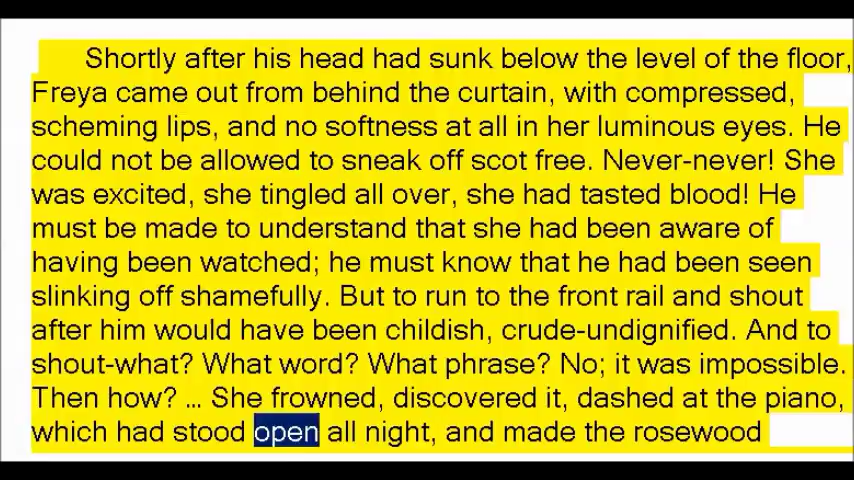 Shortly after his head had sunk below the level of the floor,
Freya came out from behind the curtain, with compressed,
scheming lips, and no softness at all in her luminous eyes. He
could not be allowed to sneak off scot free. Never-never! She
was excited, she tingled all over, she had tasted blood! He
must be made to understand that she had been aware of
having been watched; he must know that he had been seen
slinking off shamefully. But to run to the front rail and shout
after him would have been childish, crude-undignified. And to
shout-what? What word? What phrase? No; it was impossible.
Then how? ... She frowned, discovered it, dashed at the piano,
which had stood open all night, and made the rosewood